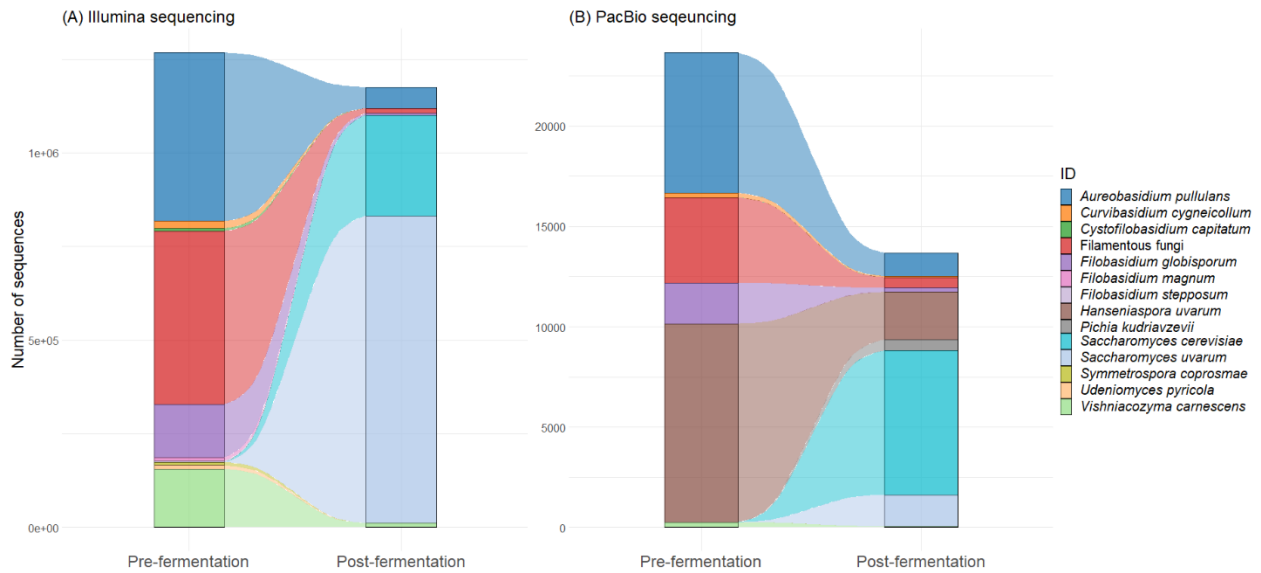 (A) Illumina sequencing
(B) PacBio seqeuncing
Number of sequences
1e+06
5e+05
0e+00
Pre-fermentation
Post-fermentation
20000
15000
10000
5000
0
Pre-fermentation
Post-fermentation
ID
Aureobasidium pullulans
Curvibasidium cygneicollum
Cystofilobasidium capitatum
Filamentous fungi
Filobasidium globisporum
Filobasidium magnum
Filobasidium stepposum
Hanseniaspora uvarum
Pichia kudriavzevii
Saccharomyces cerevisiae
Saccharomyces uvarum
Symmetrospora coprosmae
Udeniomyces pyricola
Vishniacozyma carnescens